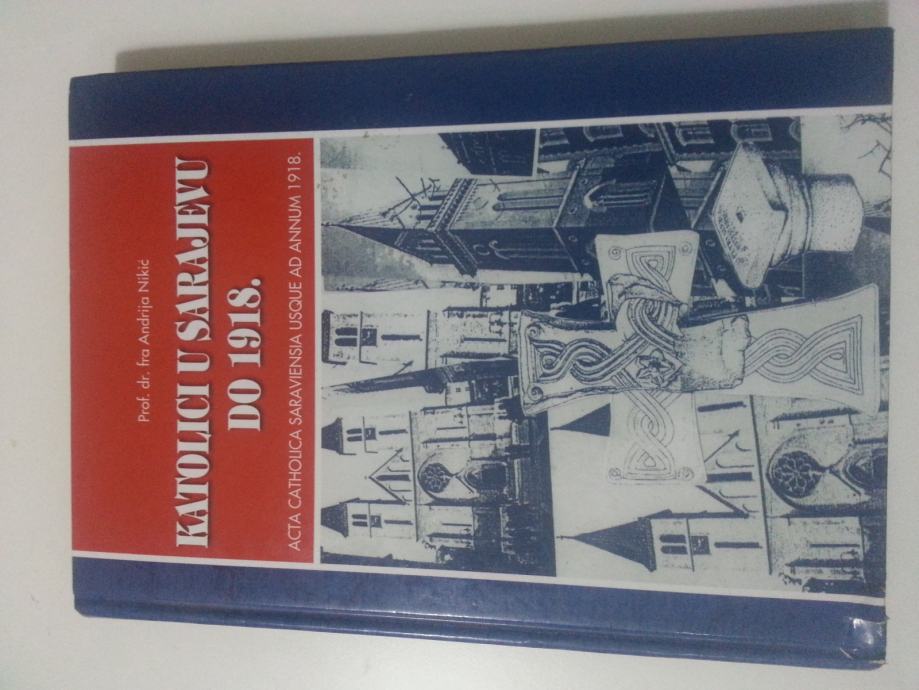 Prof. dr. fra Andrija Nikić
KATOLICI U SARAJEVU
DO 1918.
ACTA CATHOLICA SARAVIENSIA USQUE AD ANNUM 1918.